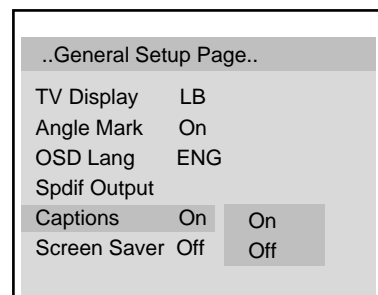 ..General Setup Page..
TV Display LB
Angle Mark On
OSD Lang ENG
Spdif Output
Captions On On
Screen Saver Off Off